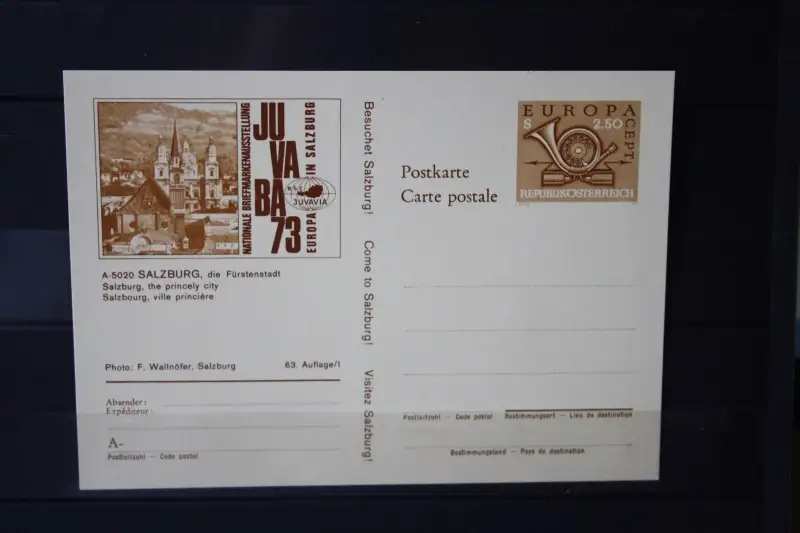 NATIONALE BRIEFMARKENAUSSTELLUNG
JU
VA
BA
73
JUVAVIA
EUROPA IN SALZBURG
A-5020 SALZBURG, die Fürstenstadt
Salzburg, the princely city
Salzbourg, ville princière
Photo: F. Wallnöfer, Salzburg 63. Auflage/1
Absender:
Expéditeur:
A-
Postleitzahl — Code postal
Besuchet Salzburg! Come to Salzburg! Visitez Salzburg!
EUROPA
CEPT
S 2.50
REPUBLIK ÖSTERREICH
Postkarte
Carte postale
Postleitzahl — Code postal Bestimmungsort — Lieu de destination
Bestimmungsland — Pays de destination